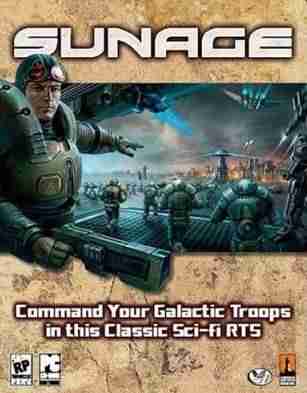 SUNAGE
Command Your Galactic Troops
in this Classic Sci-fi RTS
RP
PC